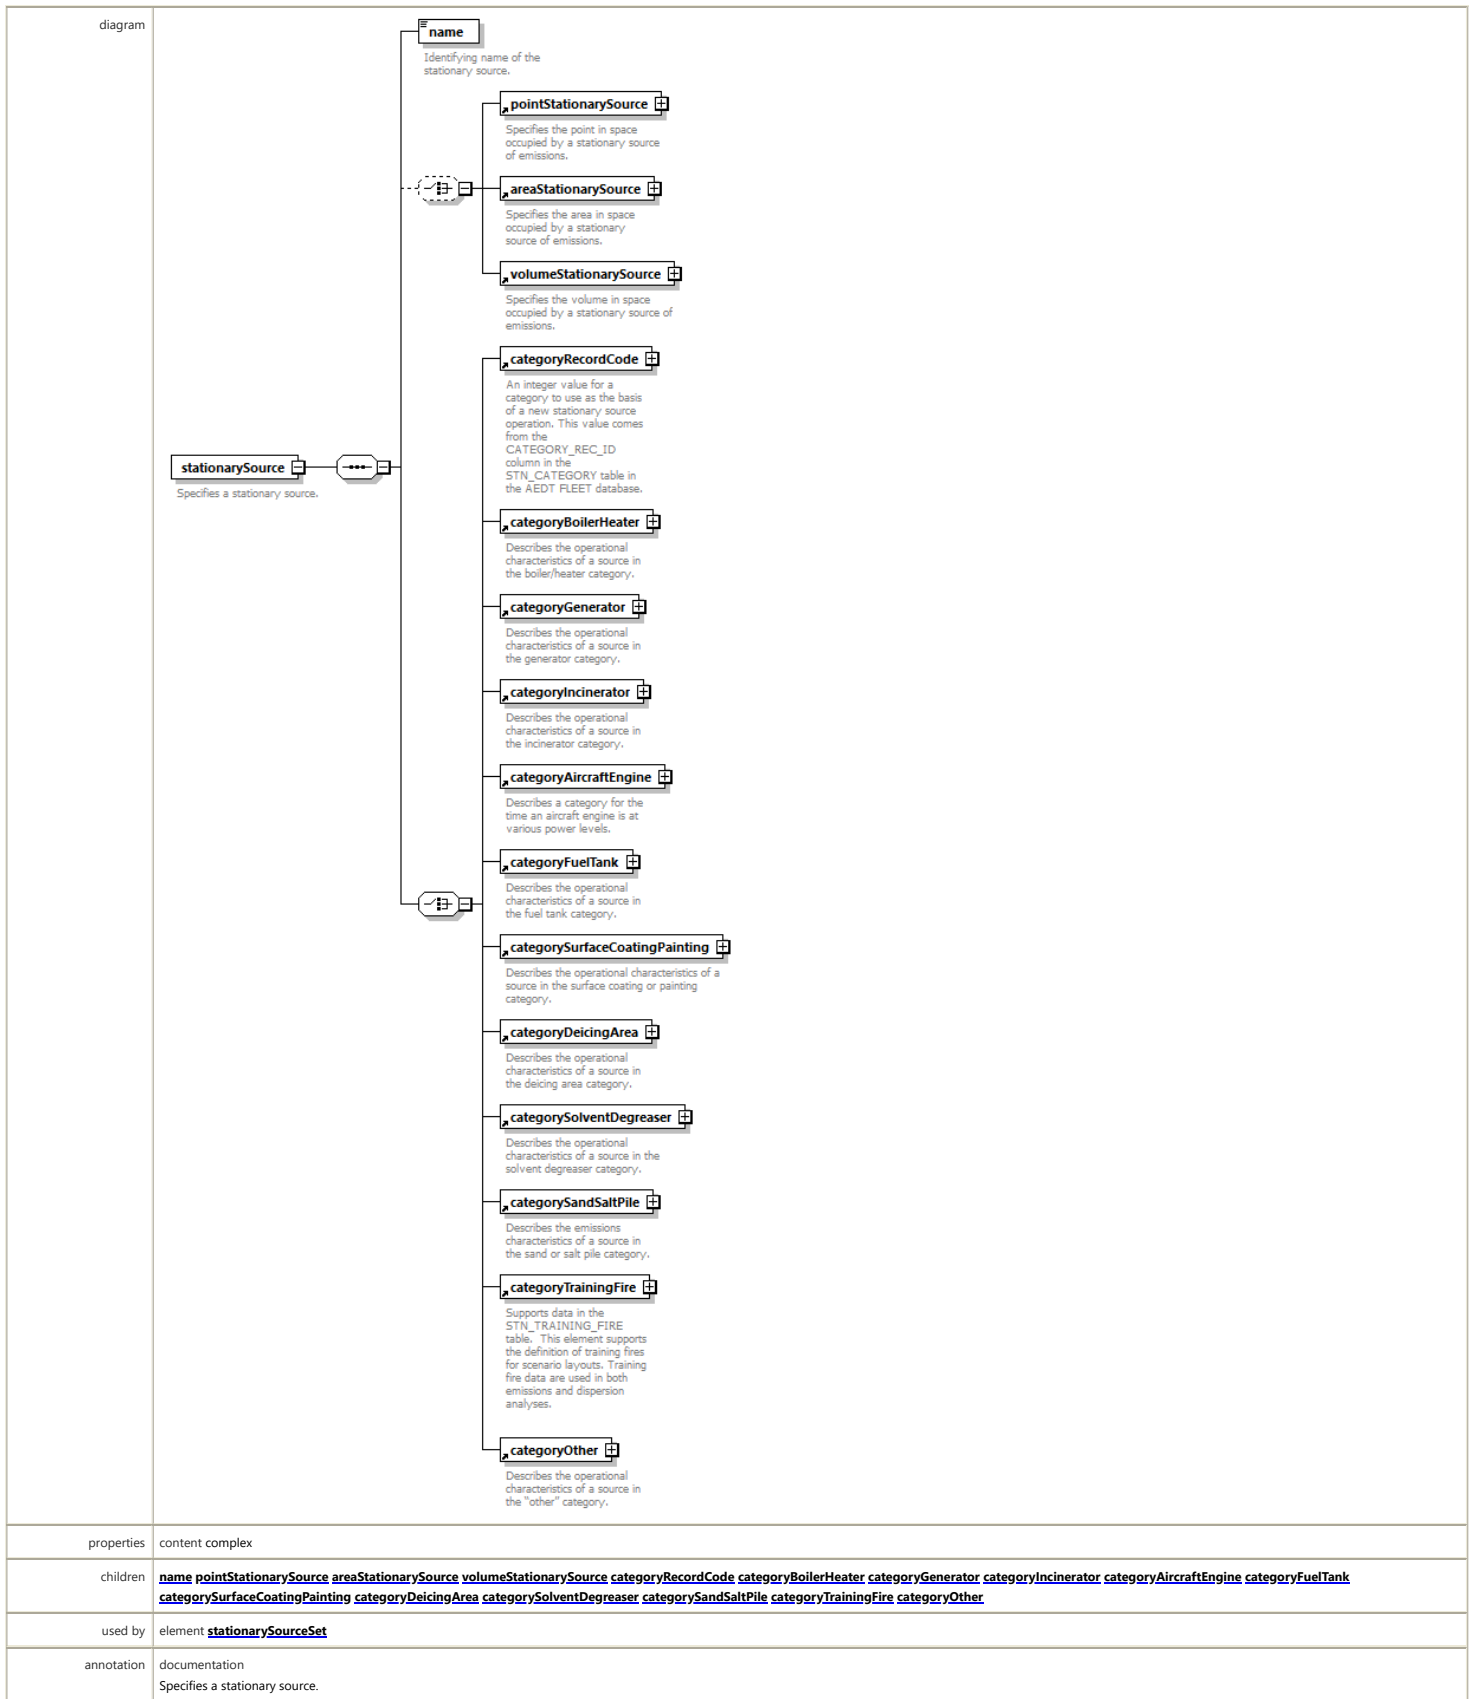 diagram
name
Identifying name of the
stationary source.
pointStationarySource
Specifies the point in space
occupied by a stationary source
of emissions.
areaStationarySource
Specifies the area in space
occupied by a stationary
source of emissions.
volumeStationarySource
Specifies the volume in space
occupied by a stationary source of
emissions.
categoryRecordCode
An integer value for a
category to use as the basis
of a new stationary source
operation. This value comes
from the
CATEGORY_REC_ID
column in the
STN_CATEGORY table in
the AEDT FLEET database.
stationarySource
Specifies a stationary source.
categoryBoilerHeater
Describes the operational
characteristics of a source in
the boiler/heater category.
categoryGenerator
Describes the operational
characteristics of a source in
the generator category.
categoryIncinerator
Describes the operational
characteristics of a source in
the incinerator category.
categoryAircraftEngine
Describes a category for the
time an aircraft engine is at
various power levels.
categoryFuelTank
Describes the operational
characteristics of a source in
the fuel tank category.
categorySurfaceCoatingPainting
Describes the operational characteristics of a
source in the surface coating or painting
category.
categoryDeicingArea
Describes the operational
characteristics of a source in
the deicing area category.
categorySolventDegreaser
Describes the operational
characteristics of a source in the
solvent degreaser category.
categorySandSaltPile
Describes the emissions
characteristics of a source in
the sand or salt pile category.
categoryTrainingFire
Supports data in the
STN_TRAINING_FIRE
table.  This element supports
the definition of training fires
for scenario layouts. Training
fire data are used in both
emissions and dispersion
analyses.
categoryOther
Describes the operational
characteristics of a source in
the "other" category.
properties content complex
children name pointStationarySource areaStationarySource volumeStationarySource categoryRecordCode categoryBoilerHeater categoryGenerator categoryIncinerator categoryAircraftEngine categoryFuelTank
categorySurfaceCoatingPainting categoryDeicingArea categorySolventDegreaser categorySandSaltPile categoryTrainingFire categoryOther
used by element stationarySourceSet
annotation documentation
Specifies a stationary source.